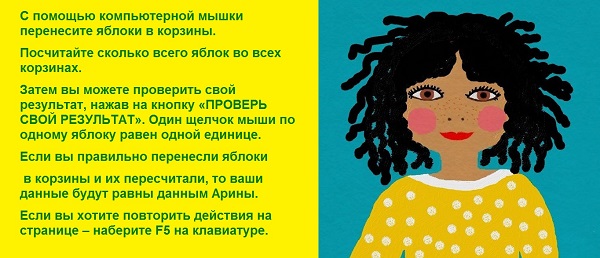 С помощью компьютерной мышки
перенесите яблоки в корзины.
Посчитайте сколько всего яблок во всех
корзинах.
Затем вы можете проверить свой
результат, нажав на кнопку «ПРОВЕРЬ
СВОЙ РЕЗУЛЬТАТ». Один щелчок мыши по
одному яблоку равен одной единице.
Если вы правильно перенесли яблоки
в корзины и их пересчитали, то ваши
данные будут равны данным Арины.
Если вы хотите повторить действия на
странице – наберите F5 на клавиатуре.